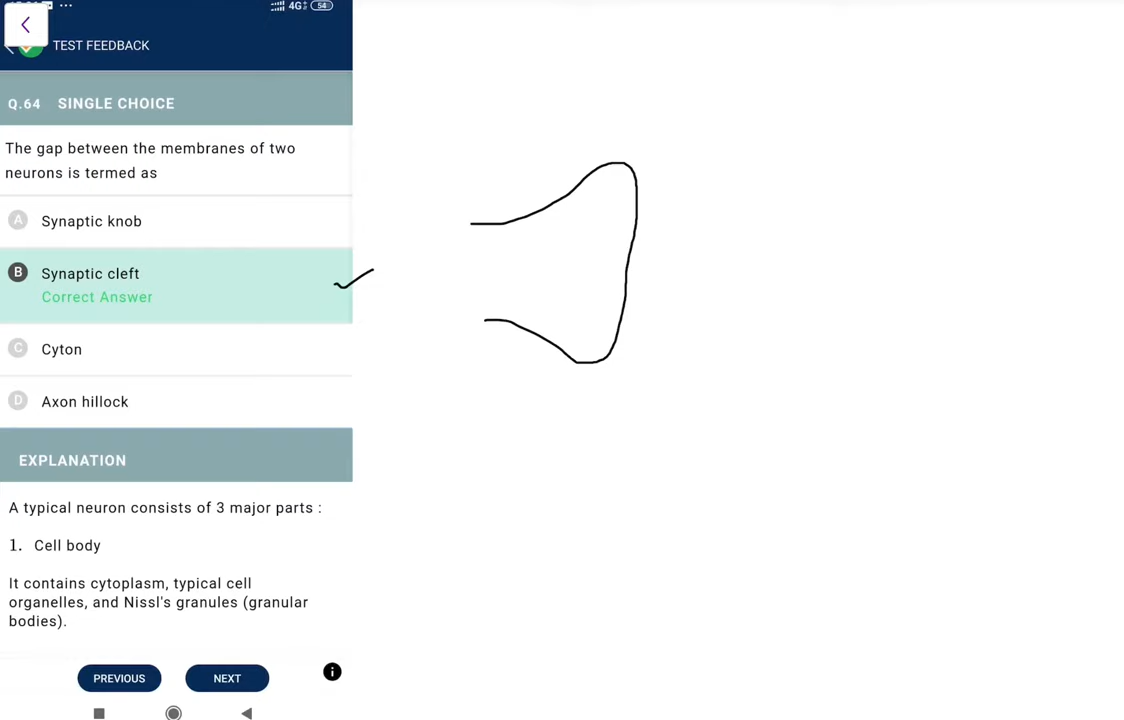 4G
54
TEST FEEDBACK
Q.64 SINGLE CHOICE
The gap between the membranes of two
neurons is termed as
A Synaptic knob
B Synaptic cleft
Correct Answer
C Cyton
D Axon hillock
EXPLANATION
A typical neuron consists of 3 major parts :
1. Cell body
It contains cytoplasm, typical cell
organelles, and Nissl's granules (granular
bodies).
PREVIOUS NEXT i